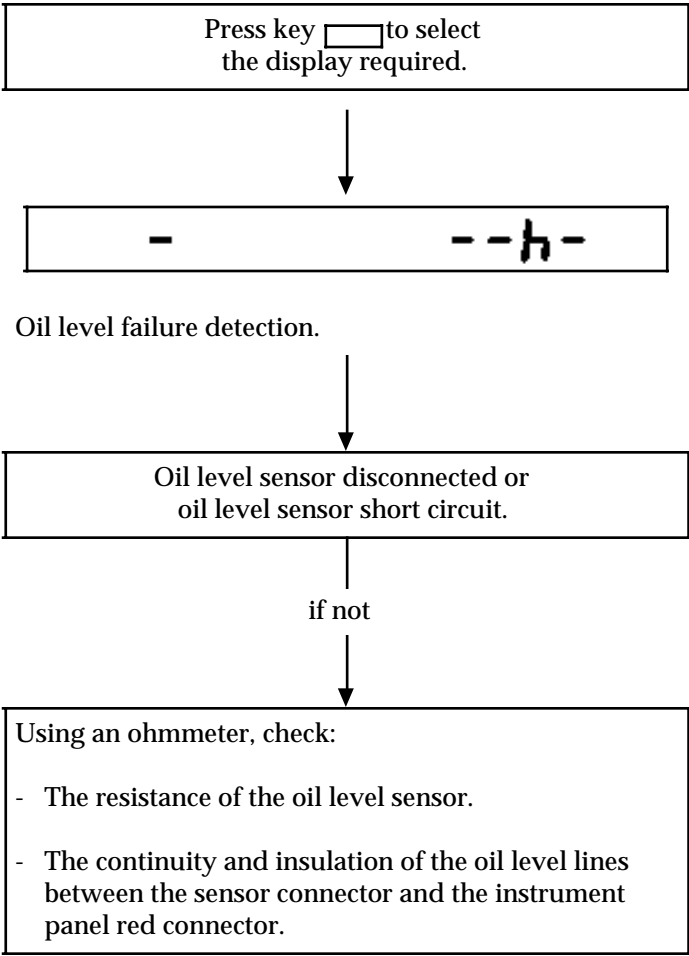 Press key to select
the display required.
- --h-
Oil level failure detection.
Oil level sensor disconnected or
oil level sensor short circuit.
if not
Using an ohmmeter, check:
- The resistance of the oil level sensor.
- The continuity and insulation of the oil level lines
between the sensor connector and the instrument
panel red connector.